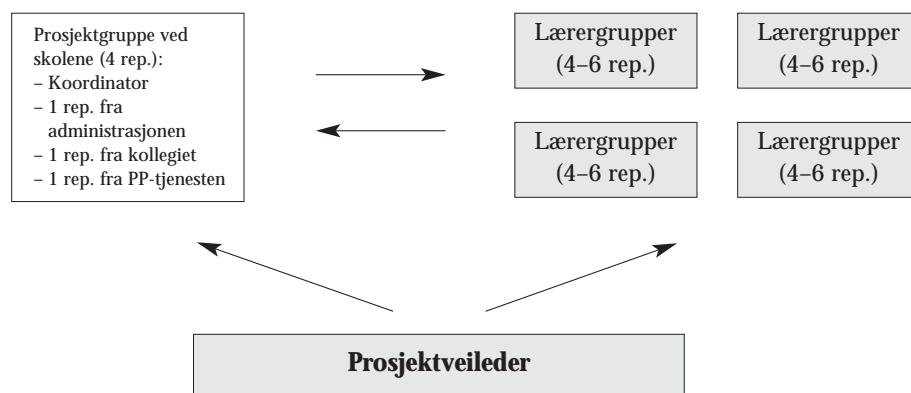 Prosjektgruppe ved
skolene (4 rep.):
– Koordinator
– 1 rep. fra
administrasjonen
– 1 rep. fra kollegiet
– 1 rep. fra PP-tjenesten
Lærergrupper
(4–6 rep.)
Lærergrupper
(4–6 rep.)
Lærergrupper
(4–6 rep.)
Lærergrupper
(4–6 rep.)
Prosjektveileder